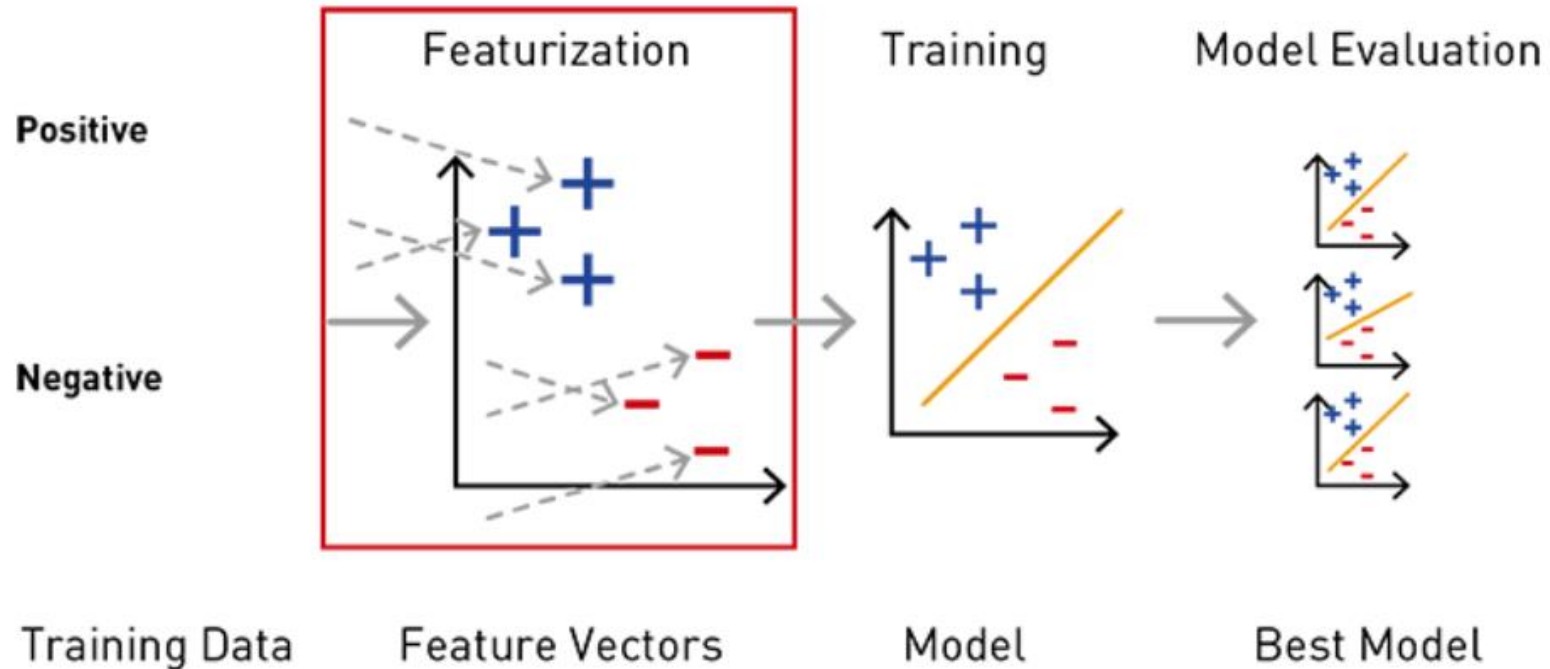 Featurization
Training
Model Evaluation
Positive
Negative
Training Data
Feature Vectors
Model
Best Model